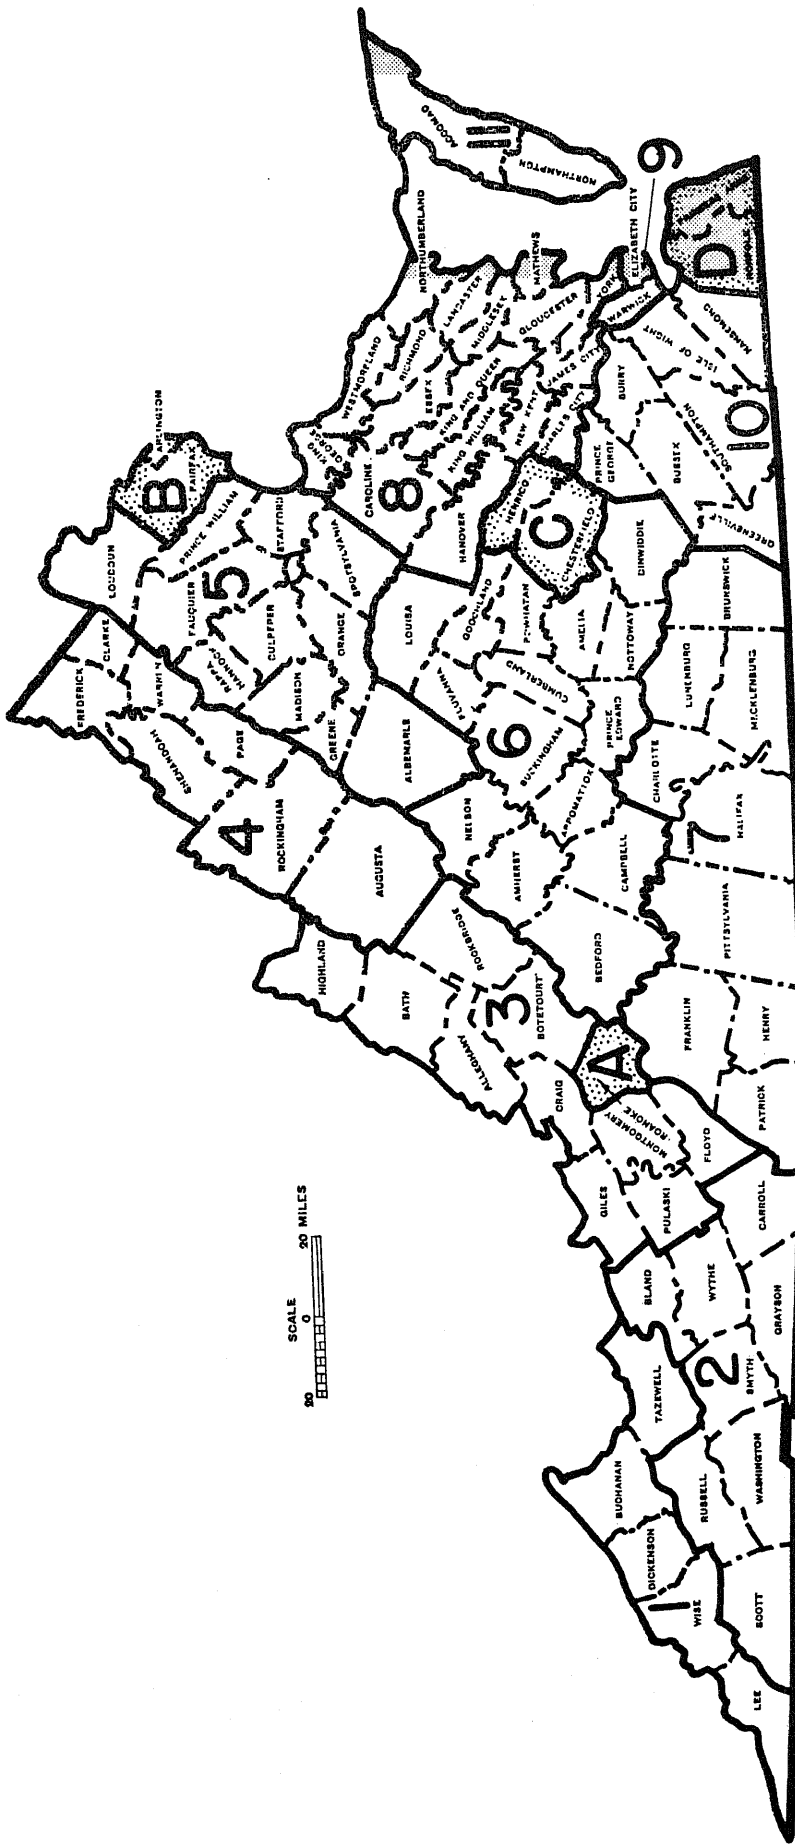 SCALE
20 0 20 MILES
FREDERICK
CLARKE
LOUDOUN
WARREN
SHENANDOAH
FAUQUIER
PRINCE WILLIAM
B
FAIRFAX
ARLINGTON
PAGE
RAPPA
HANNOCK
5
CULPEPER
STAFFORD
4
ROCKINGHAM
MADISON
GREENE
ORANGE
SPOTSYLVANIA
KING
GEORGE
WESTMORELAND
HIGHLAND
AUGUSTA
ALBEMARLE
LOUISA
CAROLINE
8
RICHMOND
NORTHUMBERLAND
ESSEX
LANCASTER
BATH
ROCKBRIDGE
NELSON
FLUVANNA
GOOCHLAND
HANOVER
KING AND QUEEN
KING WILLIAM
MIDDLESEX
MATHEWS
GLOUCESTER
ACCOMAC
11
NORTHAMPTON
ALLEGHANY
3
BOTETOURT
AMHERST
6
BUCKINGHAM
CUMBERLAND
POWHATAN
HENRICO
C
CHESTERFIELD
NEW KENT
CHARLES CITY
JAMES CITY
YORK
WARWICK
ELIZABETH CITY
9
CRAIG
A
ROANOKE
BEDFORD
CAMPBELL
APPOMATTOX
PRINCE
EDWARD
AMELIA
NOTTOWAY
DINWIDDIE
PRINCE
GEORGE
SURRY
ISLE OF WIGHT
NANSEMOND
D
NORFOLK
GILES
MONTGOMERY
PULASKI
FLOYD
FRANKLIN
PITTSYLVANIA
7
HALIFAX
CHARLOTTE
LUNENBURG
MECKLENBURG
BRUNSWICK
GREENSVILLE
SUSSEX
SOUTHAMPTON
10
BUCHANAN
TAZEWELL
BLAND
WYTHE
CARROLL
PATRICK
HENRY
DICKENSON
1
WISE
RUSSELL
2
SMYTH
GRAYSON
LEE
SCOTT
WASHINGTON